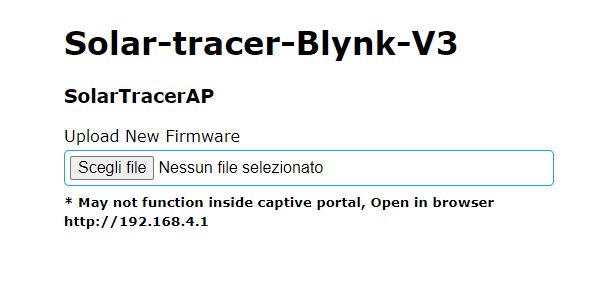 Solar-tracer-Blynk-V3
SolarTracerAP
Upload New Firmware
Scegli file Nessun file selezionato
* May not function inside captive portal, Open in browser
http://192.168.4.1